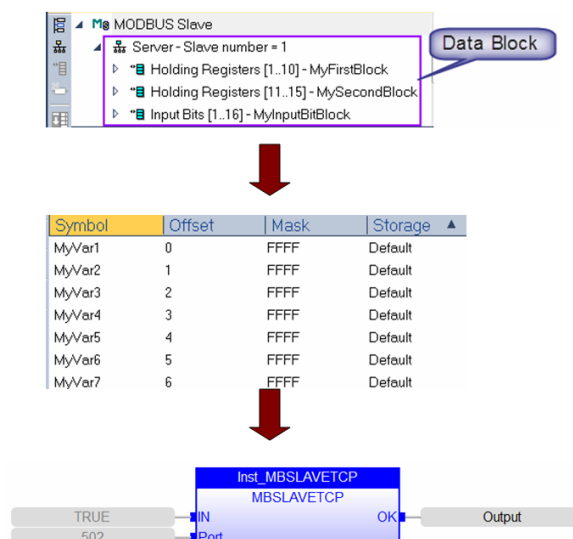 MODBUS Slave
Server - Slave number = 1
Data Block
Holding Registers [1..10] - MyFirstBlock
Holding Registers [11..15] - MySecondBlock
Input Bits [1..16] - MyInputBitBlock
Symbol Offset Mask Storage
MyVar1 0 FFFF Default
MyVar2 1 FFFF Default
MyVar3 2 FFFF Default
MyVar4 3 FFFF Default
MyVar5 4 FFFF Default
MyVar6 5 FFFF Default
MyVar7 6 FFFF Default
Inst_MBSLAVETCP
MBSLAVETCP
TRUE IN OK Output
502 Port